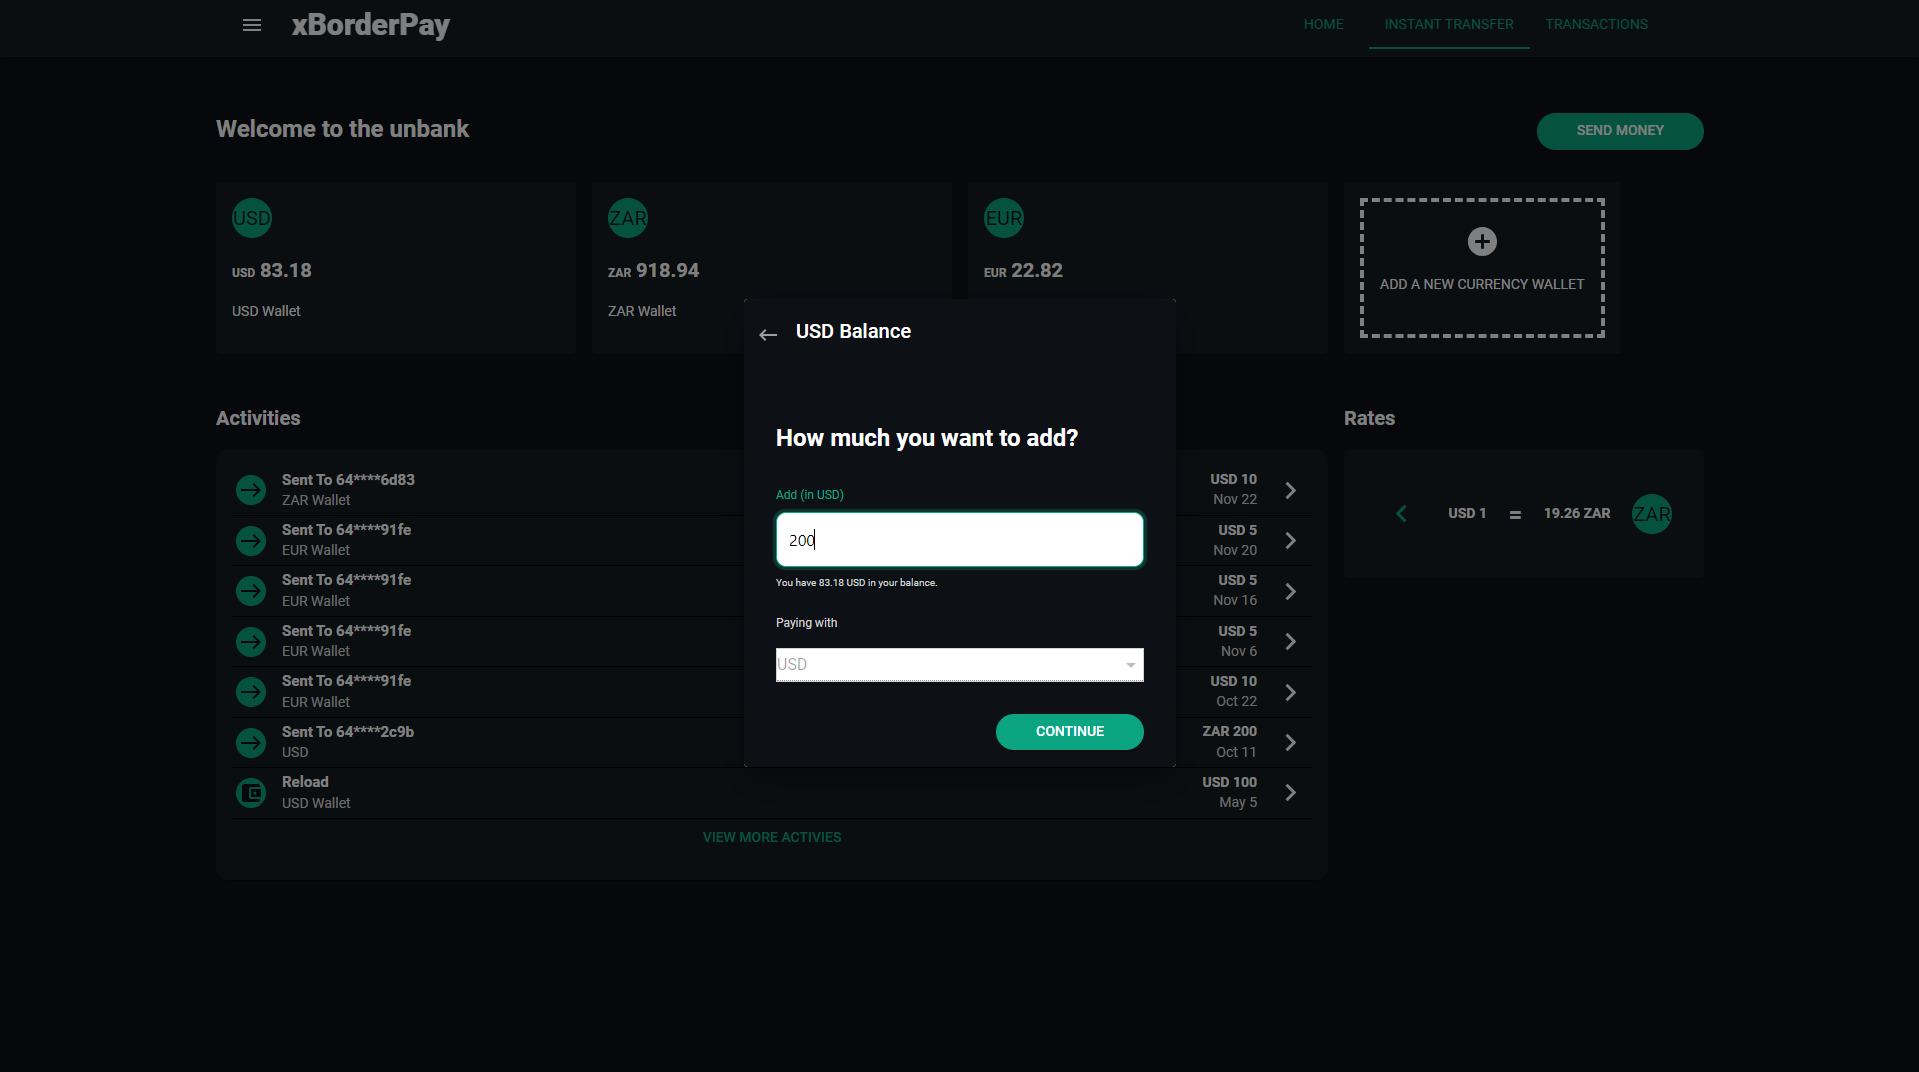 xBorderPay
HOME INSTANT TRANSFER TRANSACTIONS
Welcome to the unbank
SEND MONEY
USD
USD 83.18
USD Wallet
ZAR
ZAR 918.94
ZAR Wallet
EUR
EUR 22.82
ADD A NEW CURRENCY WALLET
USD Balance
How much you want to add?
Add (in USD)
200
You have 83.18 USD in your balance.
Paying with
USD
CONTINUE
Activities
Sent To 64****6d83
ZAR Wallet
USD 10
Nov 22
Sent To 64****91fe
EUR Wallet
USD 5
Nov 20
Sent To 64****91fe
EUR Wallet
USD 5
Nov 16
Sent To 64****91fe
EUR Wallet
USD 5
Nov 6
Sent To 64****91fe
EUR Wallet
USD 10
Oct 22
Sent To 64****2c9b
USD
ZAR 200
Oct 11
Reload
USD Wallet
USD 100
May 5
VIEW MORE ACTIVIES
Rates
USD 1 = 19.26 ZAR ZAR